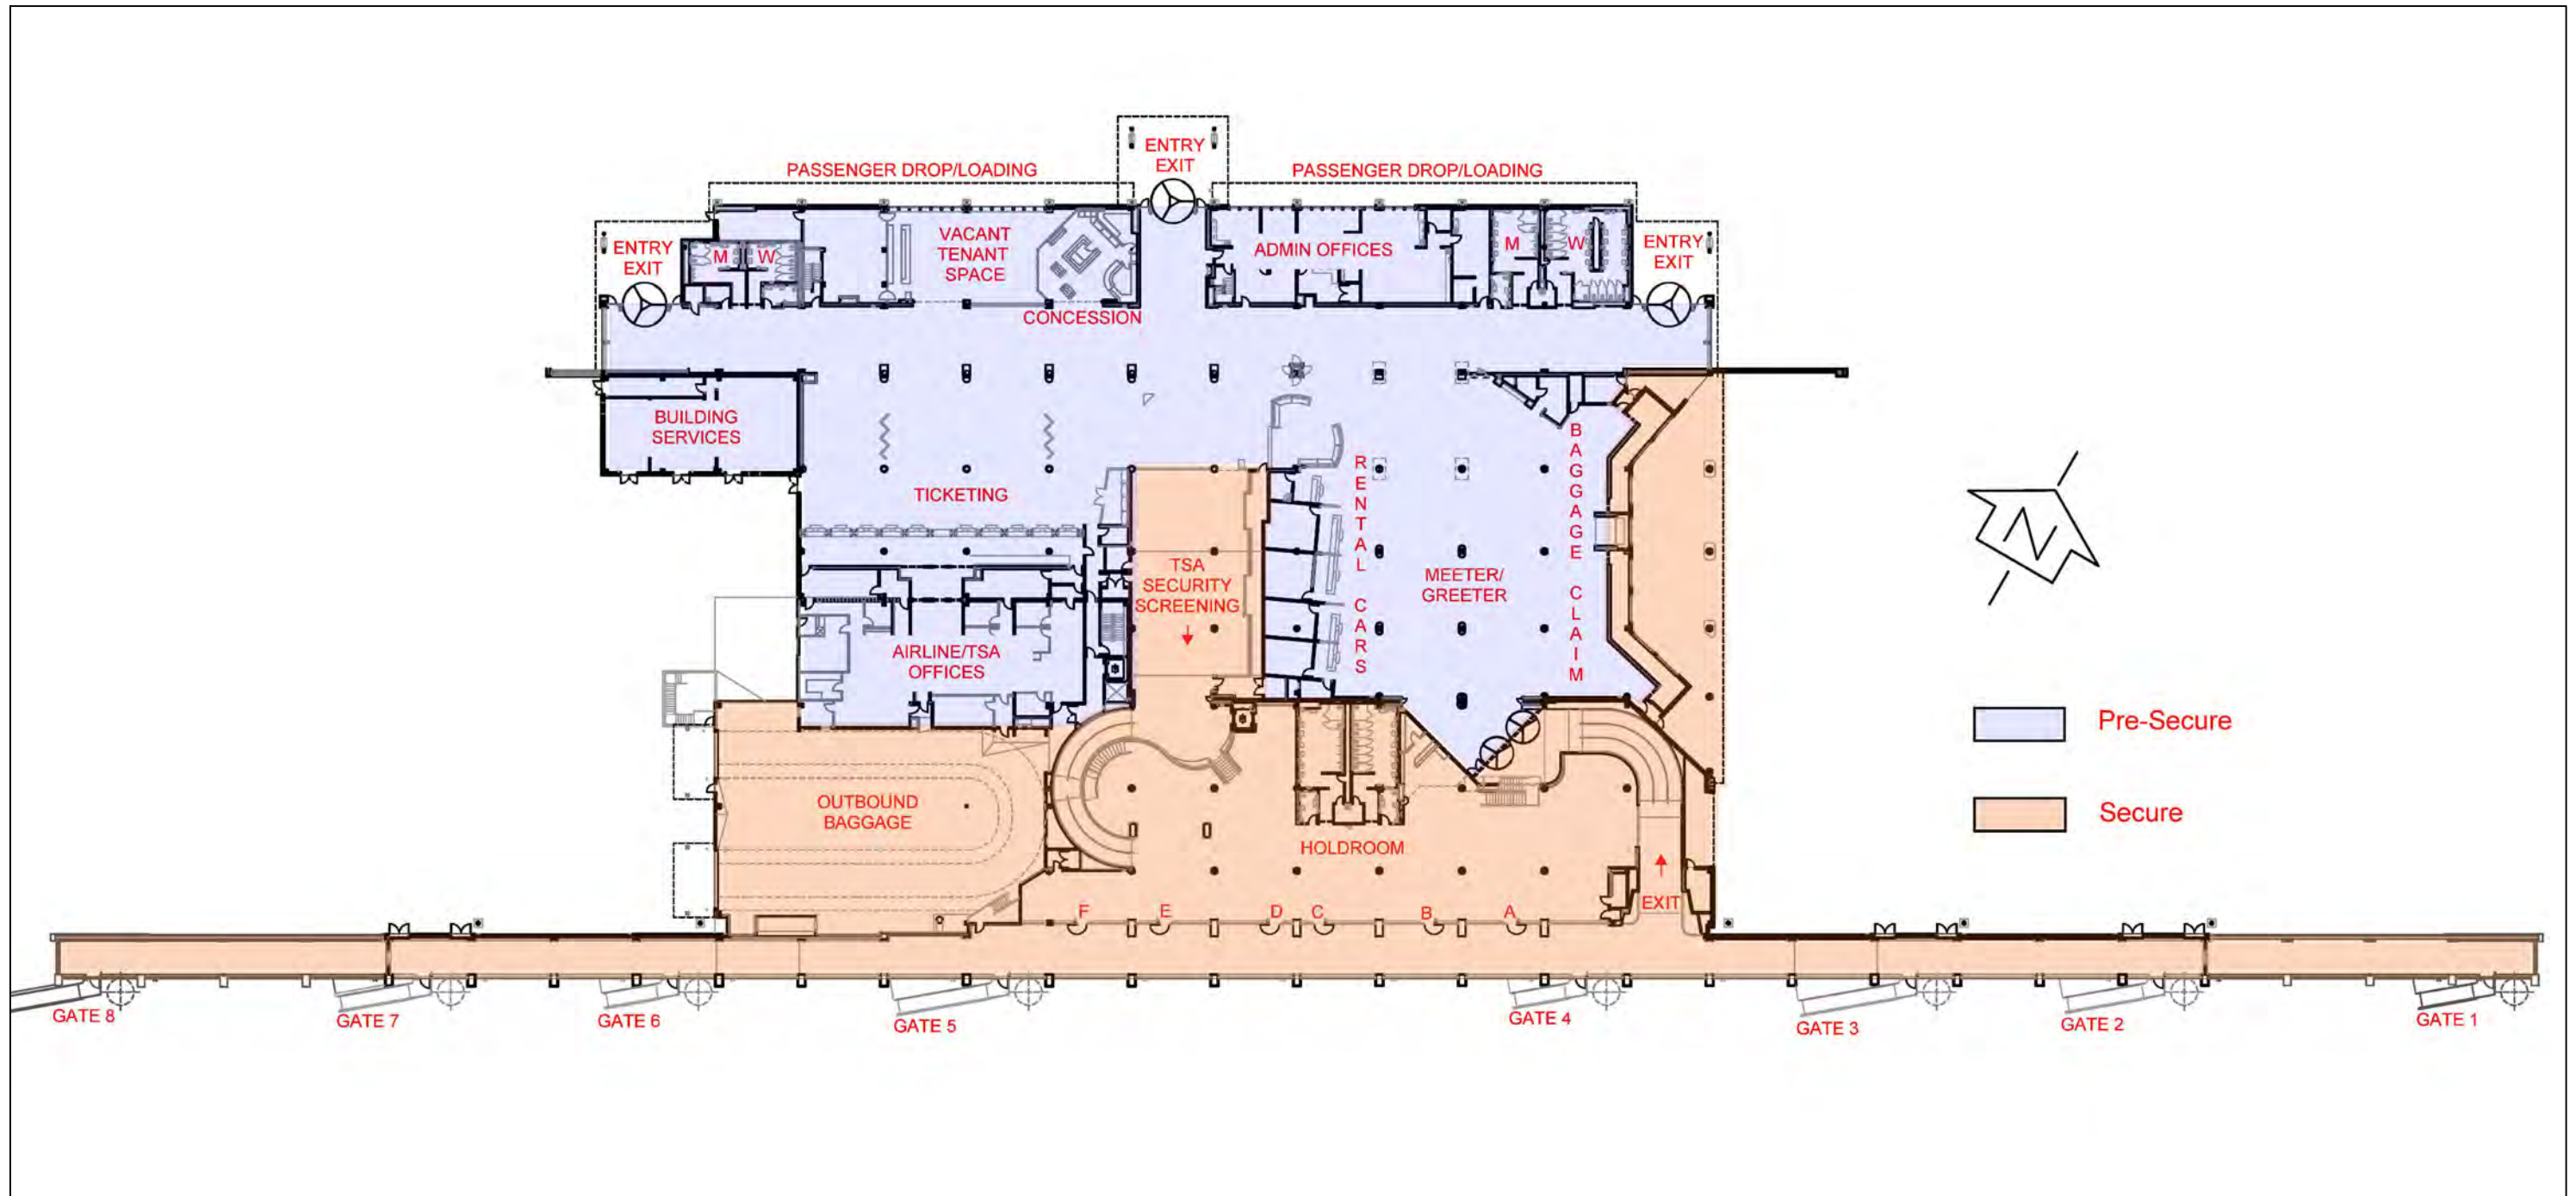 ENTRY
EXIT
PASSENGER DROP/LOADING
PASSENGER DROP/LOADING
ENTRY
EXIT
M
W
VACANT
TENANT
SPACE
ADMIN OFFICES
M
W
ENTRY
EXIT
CONCESSION
BUILDING
SERVICES
TICKETING
RENTAL CARS
BAGGAGE CLAIM
TSA
SECURITY
SCREENING
MEETER/
GREETER
AIRLINE/TSA
OFFICES
N
Pre-Secure
Secure
OUTBOUND
BAGGAGE
HOLDROOM
EXIT
F
E
D
C
B
A
GATE 8
GATE 7
GATE 6
GATE 5
GATE 4
GATE 3
GATE 2
GATE 1